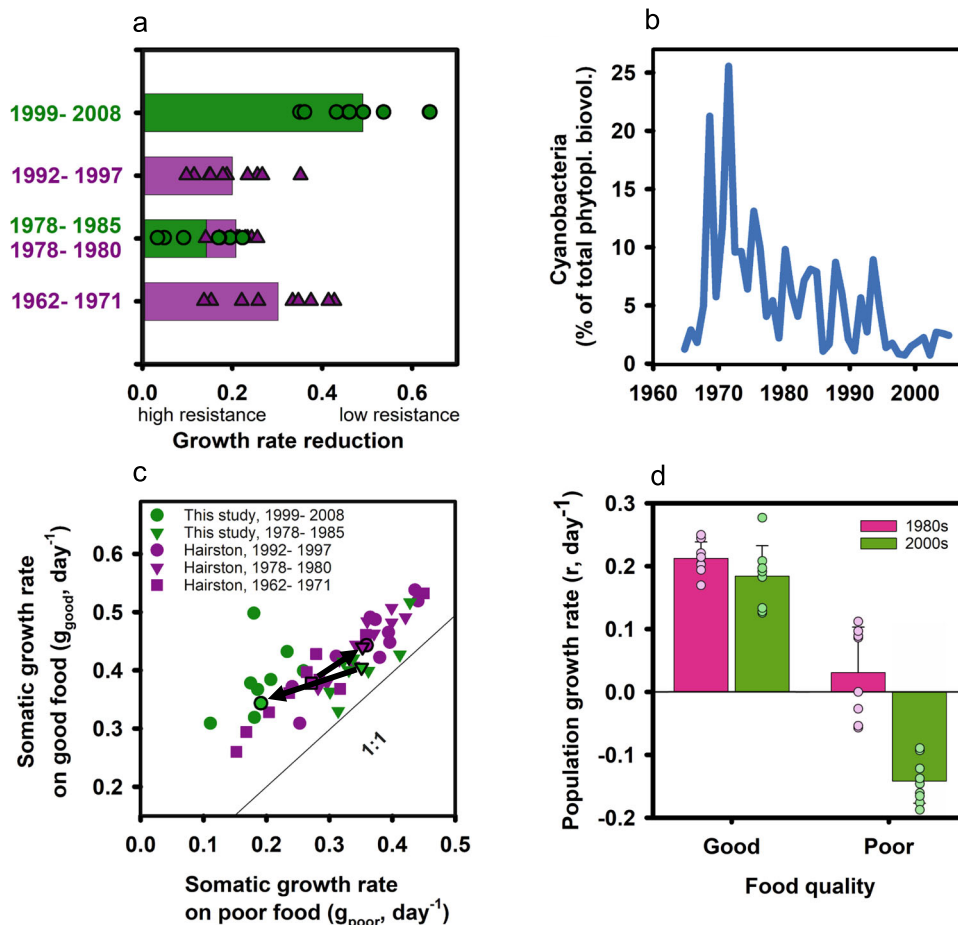 a
1999- 2008
1992- 1997
1978- 1985
1978- 1980
1962- 1971
0.0 0.2 0.4 0.6
high resistance low resistance
Growth rate reduction
b
Cyanobacteria
(% of total phytopl. biovol.)
25
20
15
10
5
0
1960 1970 1980 1990 2000
c
Somatic growth rate
on good food (ggood, day-1)
0.6
0.5
0.4
0.3
0.2
This study, 1999- 2008
This study, 1978- 1985
Hairston, 1992- 1997
Hairston, 1978- 1980
Hairston, 1962- 1971
1:1
0.0 0.1 0.2 0.3 0.4 0.5
Somatic growth rate
on poor food (gpoor, day-1)
d
Population growth rate (r, day-1)
0.3
0.2
0.1
0.0
-0.1
-0.2
1980s
2000s
Good Poor
Food quality